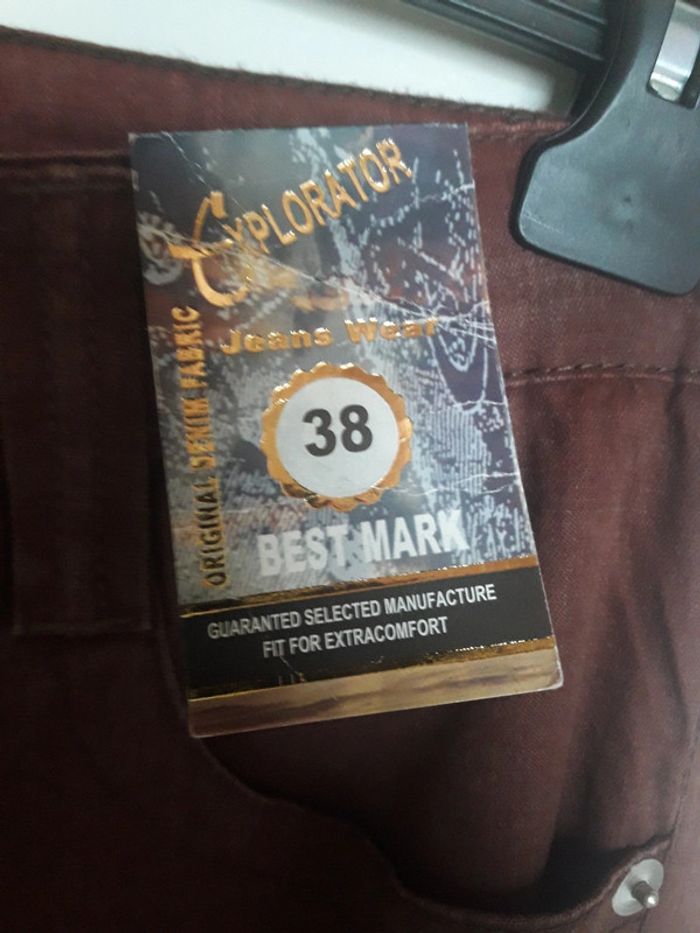 EXPLORATOR
Jeans Wear
ORIGINAL DENIM FABRIC
38
BEST MARK
GUARANTED SELECTED MANUFACTURE
FIT FOR EXTRACOMFORT